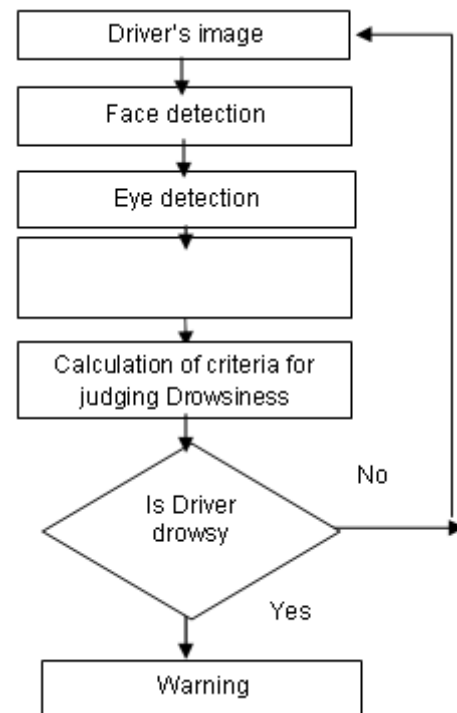 Driver's image
Face detection
Eye detection
Calculation of criteria for
judging Drowsiness
Is Driver
drowsy
No
Yes
Warning